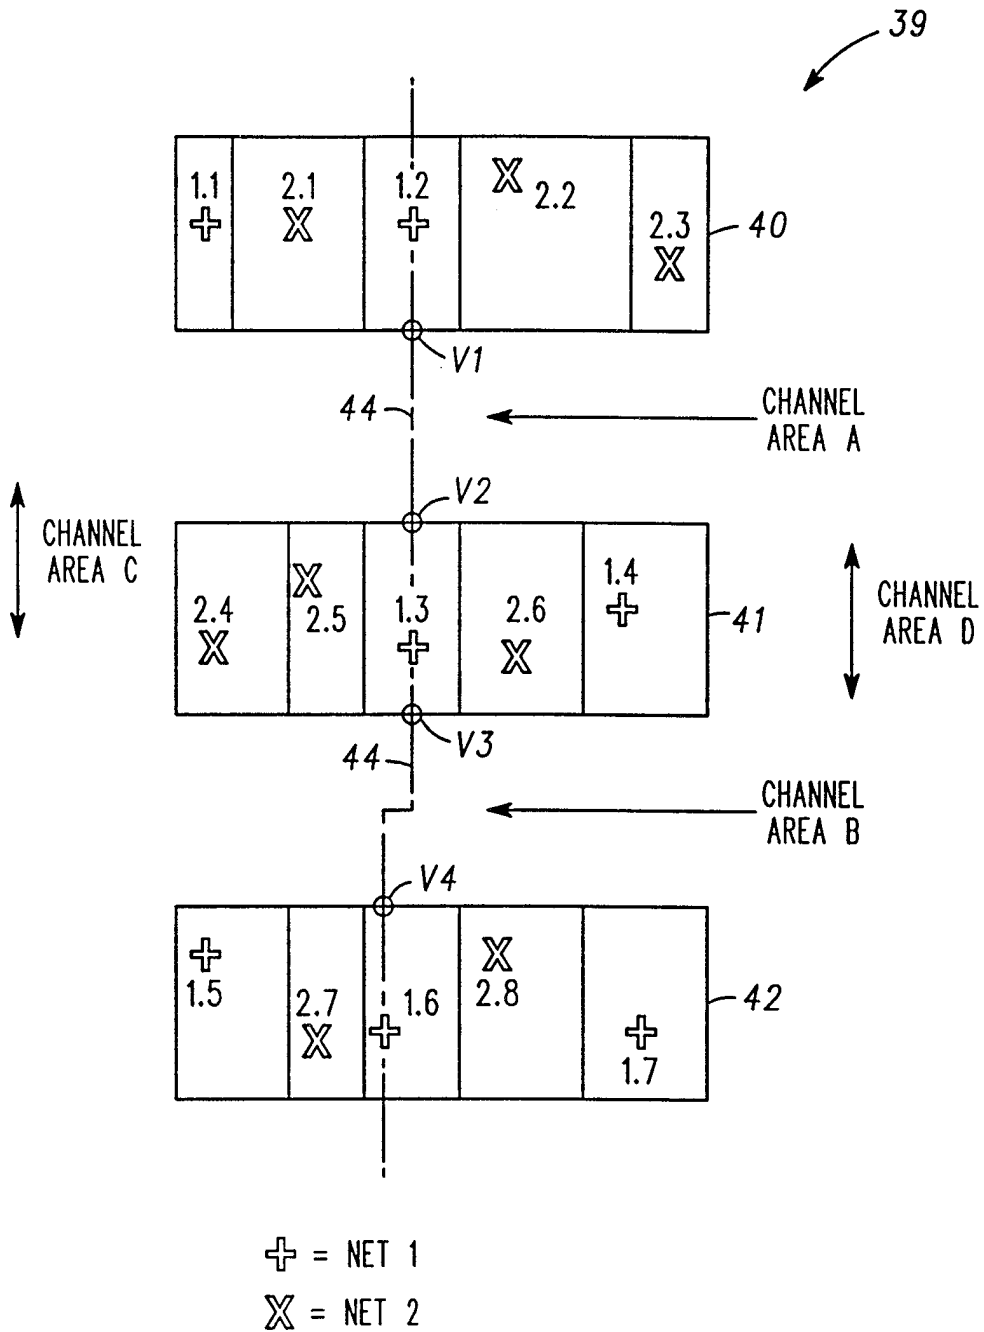 39
1.1 2.1 1.2 2.2 2.3
40
V1
44
CHANNEL
AREA A
V2
CHANNEL
AREA C
2.4 2.5 1.3 2.6 1.4
41
CHANNEL
AREA D
V3
44
CHANNEL
AREA B
V4
1.5 2.7 1.6 2.8 1.7
42
+ = NET 1
X = NET 2